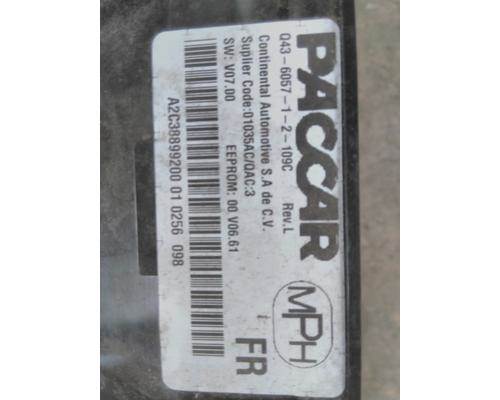 PACCAR
MPH
Q43-6057-1-2-109C Rev.L
FR
Continental Automotive S.A de C.V.
Suplier Code:01035AC/QAC:3
EEPROM: 00 V06.61
SW: V07.00
A2C38899200 01 0256 098